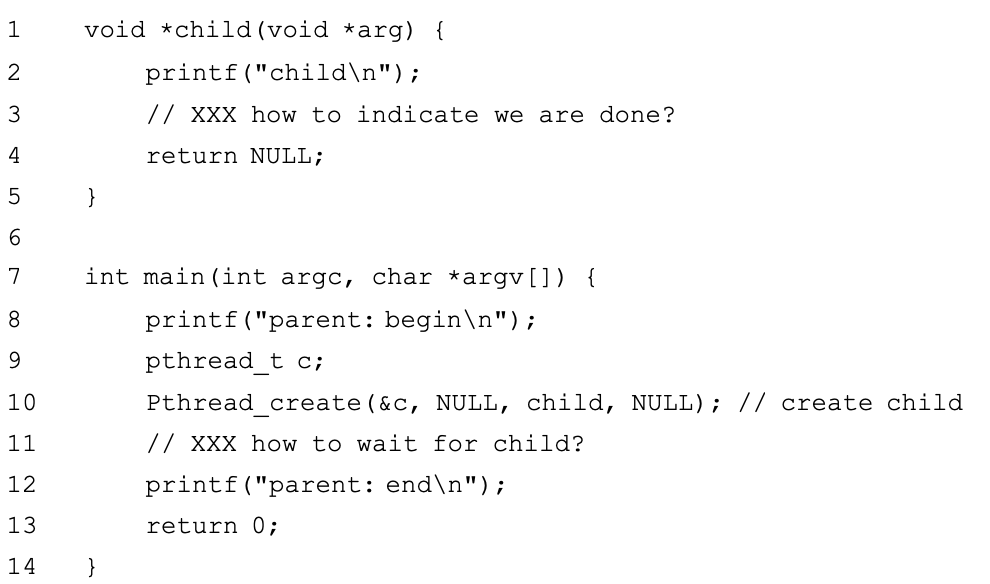 1 void *child(void *arg) {
2 printf("child\n");
3 // XXX how to indicate we are done?
4 return NULL;
5 }
6
7 int main(int argc, char *argv[]) {
8 printf("parent: begin\n");
9 pthread_t c;
10 Pthread_create(&c, NULL, child, NULL); // create child
11 // XXX how to wait for child?
12 printf("parent: end\n");
13 return 0;
14 }